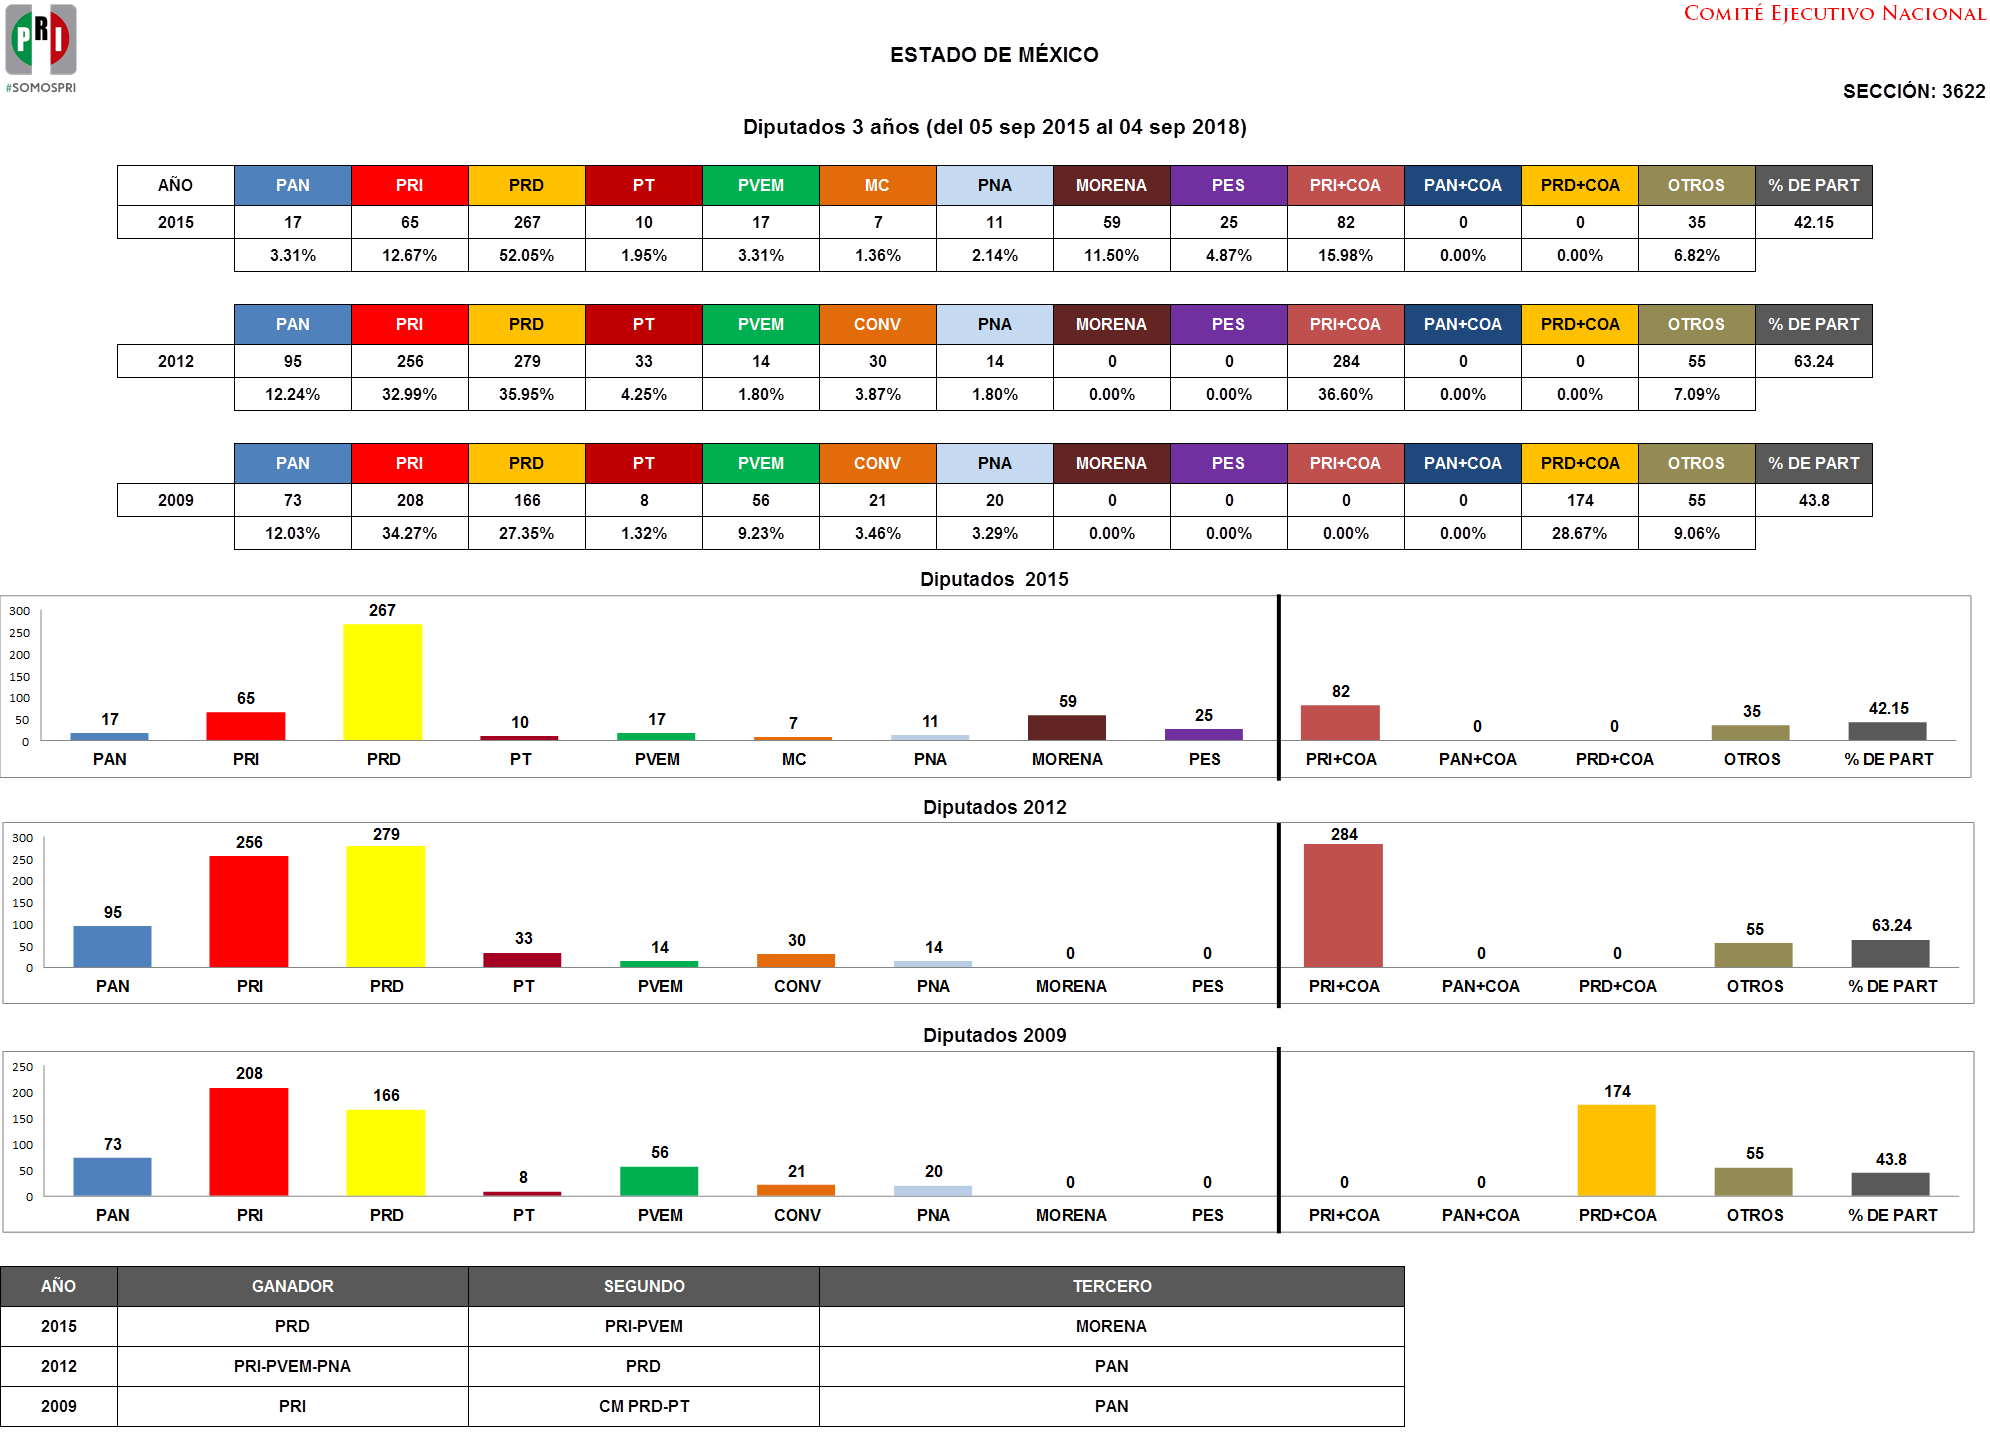 PRI
#SOMOSPRI
COMITÉ EJECUTIVO NACIONAL
ESTADO DE MÉXICO
SECCIÓN: 3622
Diputados 3 años (del 05 sep 2015 al 04 sep 2018)
AÑO PAN PRI PRD PT PVEM MC PNA MORENA PES PRI+COA PAN+COA PRD+COA OTROS % DE PART
2015 17 65 267 10 17 7 11 59 25 82 0 0 35 42.15
3.31% 12.67% 52.05% 1.95% 3.31% 1.36% 2.14% 11.50% 4.87% 15.98% 0.00% 0.00% 6.82%
PAN PRI PRD PT PVEM CONV PNA MORENA PES PRI+COA PAN+COA PRD+COA OTROS % DE PART
2012 95 256 279 33 14 30 14 0 0 284 0 0 55 63.24
12.24% 32.99% 35.95% 4.25% 1.80% 3.87% 1.80% 0.00% 0.00% 36.60% 0.00% 0.00% 7.09%
PAN PRI PRD PT PVEM CONV PNA MORENA PES PRI+COA PAN+COA PRD+COA OTROS % DE PART
2009 73 208 166 8 56 21 20 0 0 0 0 174 55 43.8
12.03% 34.27% 27.35% 1.32% 9.23% 3.46% 3.29% 0.00% 0.00% 0.00% 0.00% 28.67% 9.06%
Diputados 2015
300
250
200
150
100
50
0
17 65 267 10 17 7 11 59 25 82 0 0 35 42.15
PAN PRI PRD PT PVEM MC PNA MORENA PES PRI+COA PAN+COA PRD+COA OTROS % DE PART
Diputados 2012
300
250
200
150
100
50
0
95 256 279 33 14 30 14 0 0 284 0 0 55 63.24
PAN PRI PRD PT PVEM CONV PNA MORENA PES PRI+COA PAN+COA PRD+COA OTROS % DE PART
Diputados 2009
250
200
150
100
50
0
73 208 166 8 56 21 20 0 0 0 0 174 55 43.8
PAN PRI PRD PT PVEM CONV PNA MORENA PES PRI+COA PAN+COA PRD+COA OTROS % DE PART
AÑO GANADOR SEGUNDO TERCERO
2015 PRD PRI-PVEM MORENA
2012 PRI-PVEM-PNA PRD PAN
2009 PRI CM PRD-PT PAN